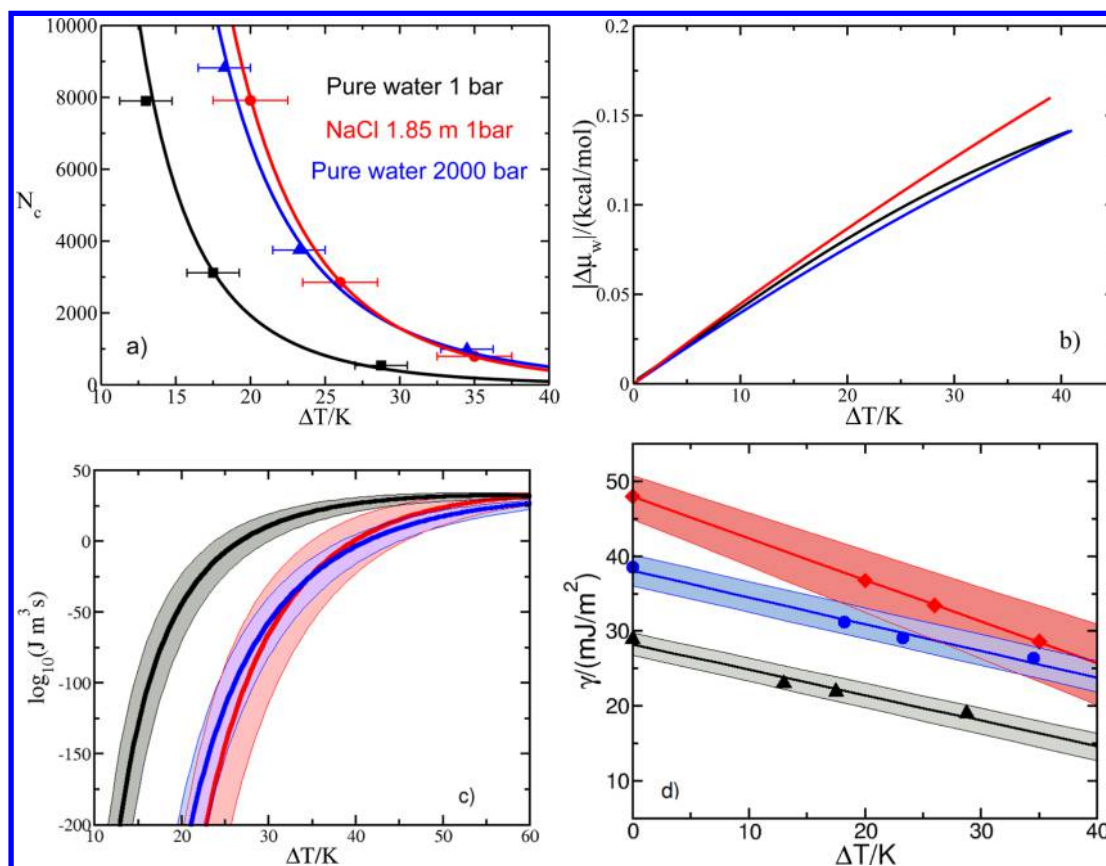 10000
8000
6000
4000
2000
0
N_c
Pure water 1 bar
NaCl 1.85 m 1bar
Pure water 2000 bar
a)
10 15 20 25 30 35 40
ΔT/K
0.2
0.15
0.1
0.05
0
|Δμ_w|/(kcal/mol)
b)
0 10 20 30 40
ΔT/K
50
0
-50
-100
-150
-200
log_10(J m^3s)
c)
10 20 30 40 50 60
ΔT/K
50
40
30
20
10
γ/(mJ/m^2)
d)
0 10 20 30 40
ΔT/K